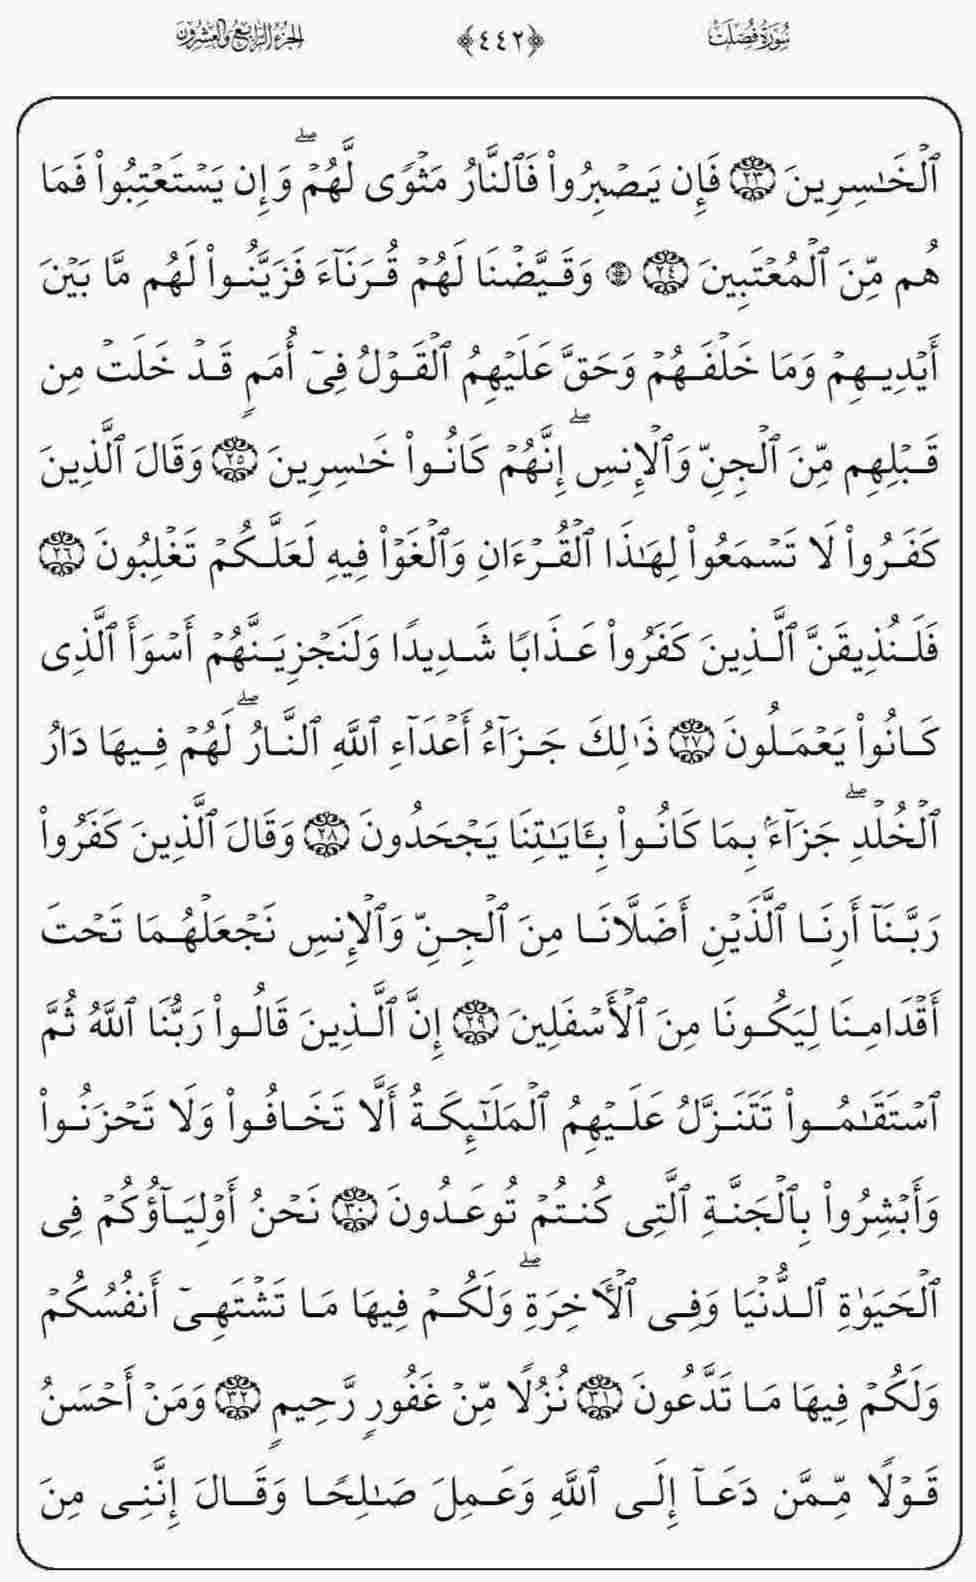 سُورَةُ فُصِّلَتْ ﴿٤٤٢﴾ الجزء الرابع والعشرون
ٱلْخَـٰسِرِينَ ٢٣ فَإِن يَصْبِرُوا۟ فَٱلنَّارُ مَثْوًى لَّهُمْ ۖ وَإِن يَسْتَعْتِبُوا۟ فَمَا
هُم مِّنَ ٱلْمُعْتَبِينَ ٢٤ ۞ وَقَيَّضْنَا لَهُمْ قُرَنَآءَ فَزَيَّنُوا۟ لَهُم مَّا بَيْنَ
أَيْدِيهِمْ وَمَا خَلْفَهُمْ وَحَقَّ عَلَيْهِمُ ٱلْقَوْلُ فِىٓ أُمَمٍ قَدْ خَلَتْ مِن
قَبْلِهِم مِّنَ ٱلْجِنِّ وَٱلْإِنسِ ۖ إِنَّهُمْ كَانُوا۟ خَـٰسِرِينَ ٢٥ وَقَالَ ٱلَّذِينَ
كَفَرُوا۟ لَا تَسْمَعُوا۟ لِهَـٰذَا ٱلْقُرْءَانِ وَٱلْغَوْا۟ فِيهِ لَعَلَّكُمْ تَغْلِبُونَ ٢٦
فَلَنُذِيقَنَّ ٱلَّذِينَ كَفَرُوا۟ عَذَابًا شَدِيدًا وَلَنَجْزِيَنَّهُمْ أَسْوَأَ ٱلَّذِى
كَانُوا۟ يَعْمَلُونَ ٢٧ ذَٰلِكَ جَزَآءُ أَعْدَآءِ ٱللَّهِ ٱلنَّارُ ۖ لَهُمْ فِيهَا دَارُ
ٱلْخُلْدِ ۖ جَزَآءًۢ بِمَا كَانُوا۟ بِـَٔايَـٰتِنَا يَجْحَدُونَ ٢٨ وَقَالَ ٱلَّذِينَ كَفَرُوا۟
رَبَّنَآ أَرِنَا ٱلَّذَيْنِ أَضَلَّانَا مِنَ ٱلْجِنِّ وَٱلْإِنسِ نَجْعَلْهُمَا تَحْتَ
أَقْدَامِنَا لِيَكُونَا مِنَ ٱلْأَسْفَلِينَ ٢٩ إِنَّ ٱلَّذِينَ قَالُوا۟ رَبُّنَا ٱللَّهُ ثُمَّ
ٱسْتَقَـٰمُوا۟ تَتَنَزَّلُ عَلَيْهِمُ ٱلْمَلَـٰٓئِكَةُ أَلَّا تَخَافُوا۟ وَلَا تَحْزَنُوا۟
وَأَبْشِرُوا۟ بِٱلْجَنَّةِ ٱلَّتِى كُنتُمْ تُوعَدُونَ ٣٠ نَحْنُ أَوْلِيَآؤُكُمْ فِى
ٱلْحَيَوٰةِ ٱلدُّنْيَا وَفِى ٱلْـَٔاخِرَةِ ۖ وَلَكُمْ فِيهَا مَا تَشْتَهِىٓ أَنفُسُكُمْ
وَلَكُمْ فِيهَا مَا تَدَّعُونَ ٣١ نُزُلًا مِّنْ غَفُورٍ رَّحِيمٍ ٣٢ وَمَنْ أَحْسَنُ
قَوْلًا مِّمَّن دَعَآ إِلَى ٱللَّهِ وَعَمِلَ صَـٰلِحًا وَقَالَ إِنَّنِى مِنَ